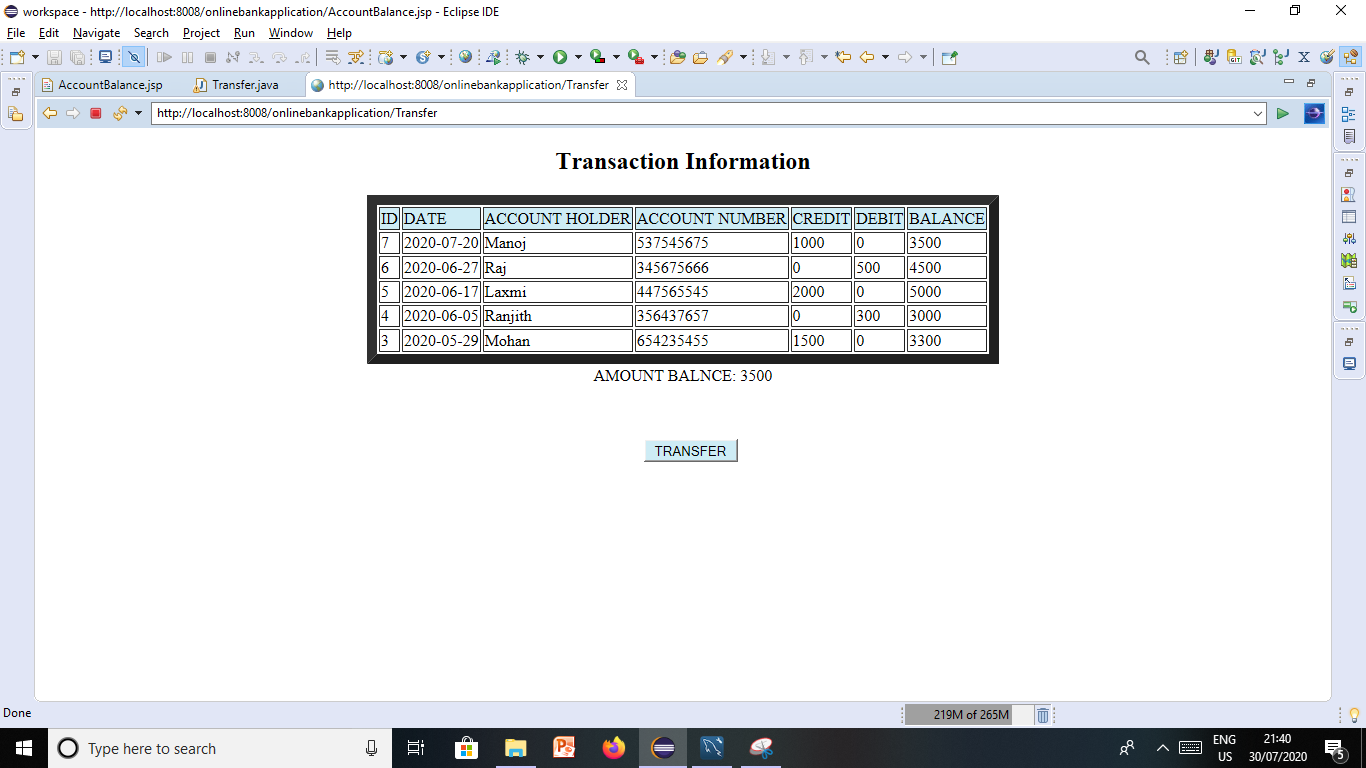 workspace - http://localhost:8008/onlinebankapplication/AccountBalance.jsp - Eclipse IDE
File Edit Navigate Search Project Run Window Help
AccountBalance.jsp Transfer.java http://localhost:8008/onlinebankapplication/Transfer
http://localhost:8008/onlinebankapplication/Transfer
Transaction Information
ID DATE ACCOUNT HOLDER ACCOUNT NUMBER CREDIT DEBIT BALANCE
7 2020-07-20 Manoj 537545675 1000 0 3500
6 2020-06-27 Raj 345675666 0 500 4500
5 2020-06-17 Laxmi 447565545 2000 0 5000
4 2020-06-05 Ranjith 356437657 0 300 3000
3 2020-05-29 Mohan 654235455 1500 0 3300
AMOUNT BALNCE: 3500
TRANSFER
Done 219M of 265M
Type here to search
ENG 21:40
US 30/07/2020 5